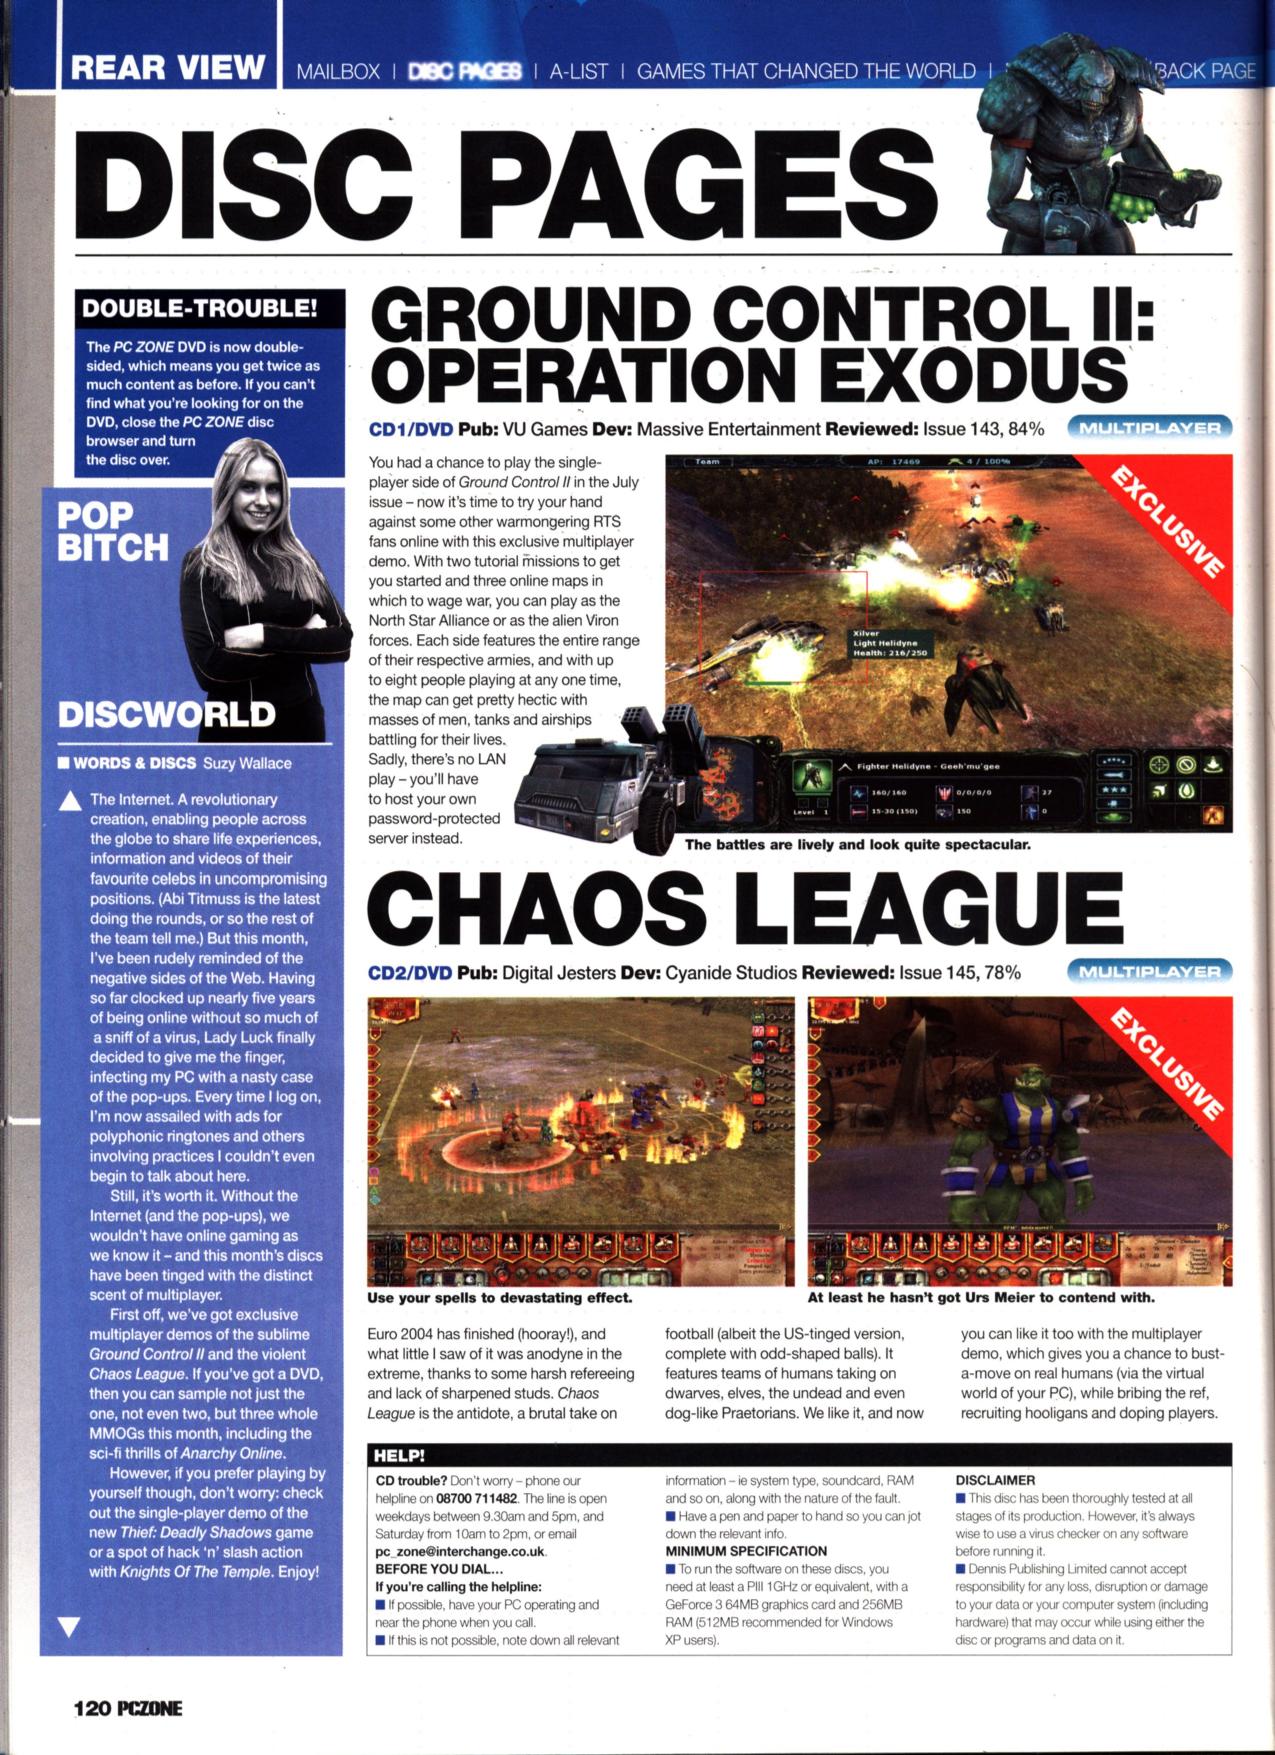 REAR VIEW
MAILBOX | DISC PAGES | A-LIST | GAMES THAT CHANGED THE WORLD | BACK PAGE
DISC PAGES
DOUBLE-TROUBLE!
The PC ZONE DVD is now double-
sided, which means you get twice as
much content as before. If you can't
find what you're looking for on the
DVD, close the PC ZONE disc
browser and turn
the disc over.
POP
BITCH
DISCWORLD
■ WORDS & DISCS Suzy Wallace
The Internet. A revolutionary
creation, enabling people across
the globe to share life experiences,
information and videos of their
favourite celebs in uncompromising
positions. (Abi Titmuss is the latest
doing the rounds, or so the rest of
the team tell me.) But this month,
I've been rudely reminded of the
negative sides of the Web. Having
so far clocked up nearly five years
of being online without so much of
a sniff of a virus, Lady Luck finally
decided to give me the finger,
infecting my PC with a nasty case
of the pop-ups. Every time I log on,
I'm now assailed with ads for
polyphonic ringtones and others
involving practices I couldn't even
begin to talk about here.
Still, it's worth it. Without the
Internet (and the pop-ups), we
wouldn't have online gaming as
we know it – and this month's discs
have been tinged with the distinct
scent of multiplayer.
First off, we've got exclusive
multiplayer demos of the sublime
Ground Control II and the violent
Chaos League. If you've got a DVD,
then you can sample not just the
one, not even two, but three whole
MMOGs this month, including the
sci-fi thrills of Anarchy Online.
However, if you prefer playing by
yourself though, don't worry: check
out the single-player demo of the
new Thief: Deadly Shadows game
or a spot of hack 'n' slash action
with Knights Of The Temple. Enjoy!
GROUND CONTROL II:
OPERATION EXODUS
CD1/DVD Pub: VU Games Dev: Massive Entertainment Reviewed: Issue 143, 84%
MULTIPLAYER
You had a chance to play the single-
player side of Ground Control II in the July
issue – now it's time to try your hand
against some other warmongering RTS
fans online with this exclusive multiplayer
demo. With two tutorial missions to get
you started and three online maps in
which to wage war, you can play as the
North Star Alliance or as the alien Viron
forces. Each side features the entire range
of their respective armies, and with up
to eight people playing at any one time,
the map can get pretty hectic with
masses of men, tanks and airships
battling for their lives.
Sadly, there's no LAN
play – you'll have
to host your own
password-protected
server instead.
Team
AP: 17469
4 / 100%
EXCLUSIVE
Xilver
Light Helidyne
Health: 216/250
Fighter Helidyne - Geeh'mu'gee
160/160
0/0/0/0
27
Level 1
15-30 (150)
150
0
The battles are lively and look quite spectacular.
CHAOS LEAGUE
CD2/DVD Pub: Digital Jesters Dev: Cyanide Studios Reviewed: Issue 145, 78%
MULTIPLAYER
EXCLUSIVE
Use your spells to devastating effect.
At least he hasn't got Urs Meier to contend with.
Euro 2004 has finished (hooray!), and
what little I saw of it was anodyne in the
extreme, thanks to some harsh refereeing
and lack of sharpened studs. Chaos
League is the antidote, a brutal take on
football (albeit the US-tinged version,
complete with odd-shaped balls). It
features teams of humans taking on
dwarves, elves, the undead and even
dog-like Praetorians. We like it, and now
you can like it too with the multiplayer
demo, which gives you a chance to bust-
a-move on real humans (via the virtual
world of your PC), while bribing the ref,
recruiting hooligans and doping players.
HELP!
CD trouble? Don't worry – phone our
helpline on 08700 711482. The line is open
weekdays between 9.30am and 5pm, and
Saturday from 10am to 2pm, or email
pc_zone@interchange.co.uk.
BEFORE YOU DIAL...
If you're calling the helpline:
■ If possible, have your PC operating and
near the phone when you call.
■ If this is not possible, note down all relevant
information – ie system type, soundcard, RAM
and so on, along with the nature of the fault.
■ Have a pen and paper to hand so you can jot
down the relevant info.
MINIMUM SPECIFICATION
■ To run the software on these discs, you
need at least a PIII 1GHz or equivalent, with a
GeForce 3 64MB graphics card and 256MB
RAM (512MB recommended for Windows
XP users).
DISCLAIMER
■ This disc has been thoroughly tested at all
stages of its production. However, it's always
wise to use a virus checker on any software
before running it.
■ Dennis Publishing Limited cannot accept
responsibility for any loss, disruption or damage
to your data or your computer system (including
hardware) that may occur while using either the
disc or programs and data on it.
120 PCZONE